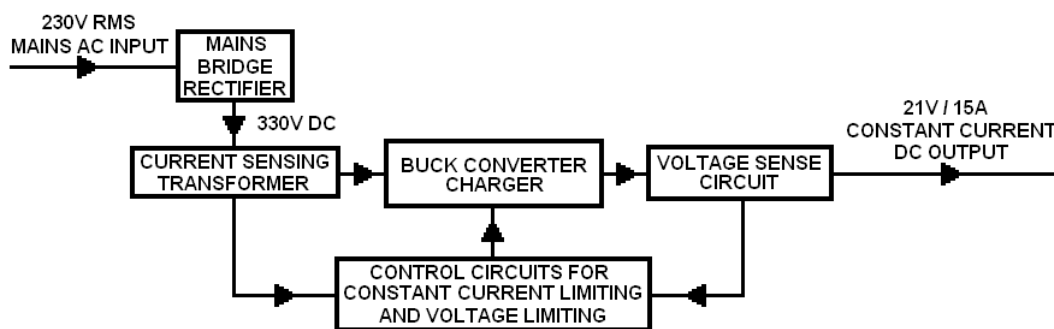 230V RMS
MAINS AC INPUT
MAINS
BRIDGE
RECTIFIER
330V DC
CURRENT SENSING
TRANSFORMER
BUCK CONVERTER
CHARGER
VOLTAGE SENSE
CIRCUIT
21V / 15A
CONSTANT CURRENT
DC OUTPUT
CONTROL CIRCUITS FOR
CONSTANT CURRENT LIMITING
AND VOLTAGE LIMITING